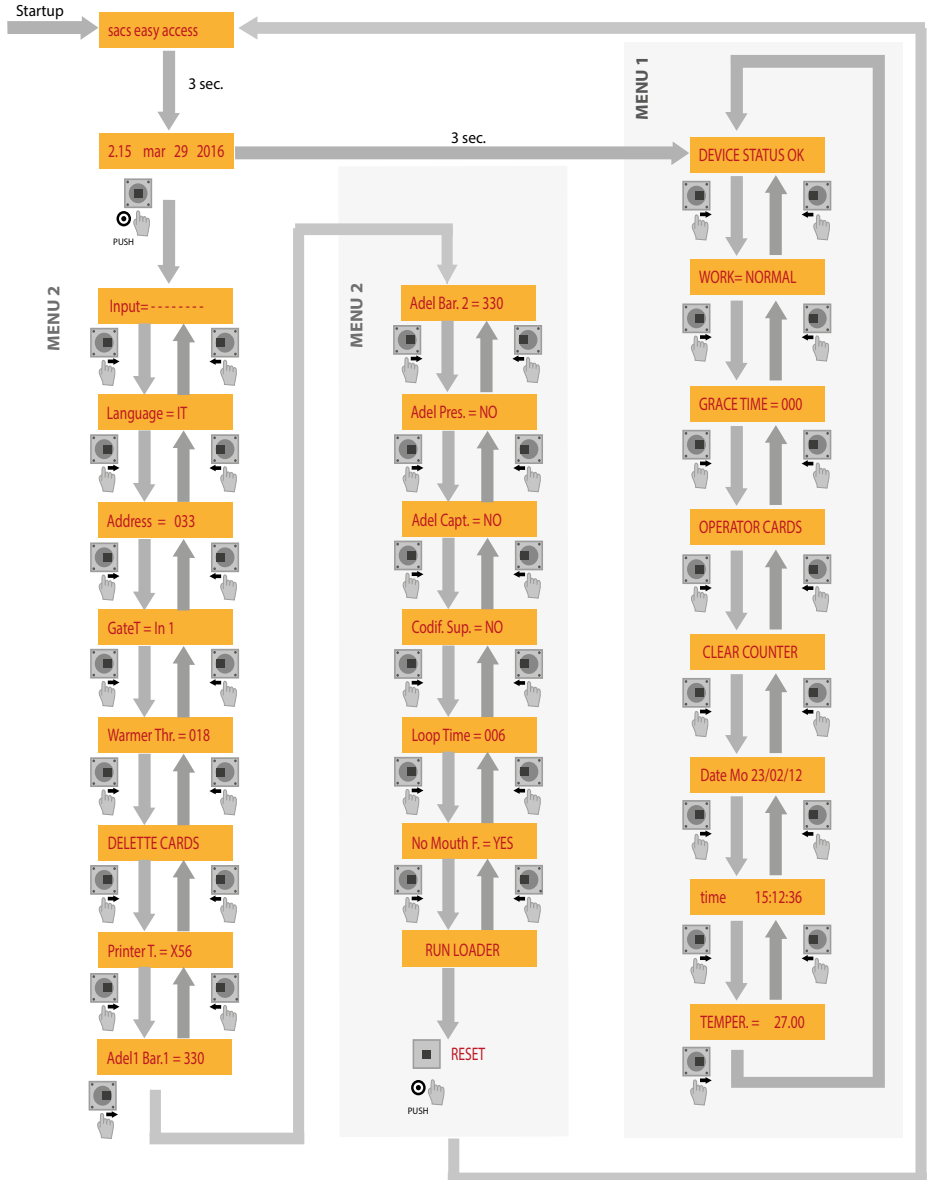 Startup
sacs easy access
3 sec.
2.15 mar 29 2016
3 sec.
PUSH
MENU 2
Input= - - - - - - - -
Language = IT
Address = 033
GateT = In 1
Warmer Thr. = 018
DELETTE CARDS
Printer T. = X56
Adel1 Bar.1 = 330
MENU 2
Adel Bar. 2 = 330
Adel Pres. = NO
Adel Capt. = NO
Codif. Sup. = NO
Loop Time = 006
No Mouth F. = YES
RUN LOADER
RESET
PUSH
MENU 1
DEVICE STATUS OK
WORK= NORMAL
GRACE TIME = 000
OPERATOR CARDS
CLEAR COUNTER
Date Mo 23/02/12
time 15:12:36
TEMPER. = 27.00